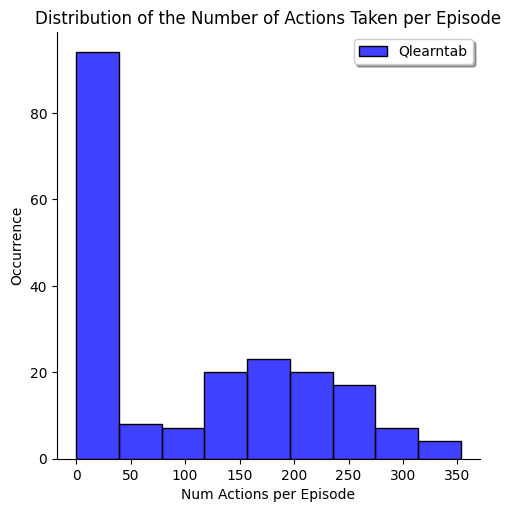 Distribution of the Number of Actions Taken per Episode
Qlearntab
80
60
40
20
0
Occurrence
0 50 100 150 200 250 300 350
Num Actions per Episode